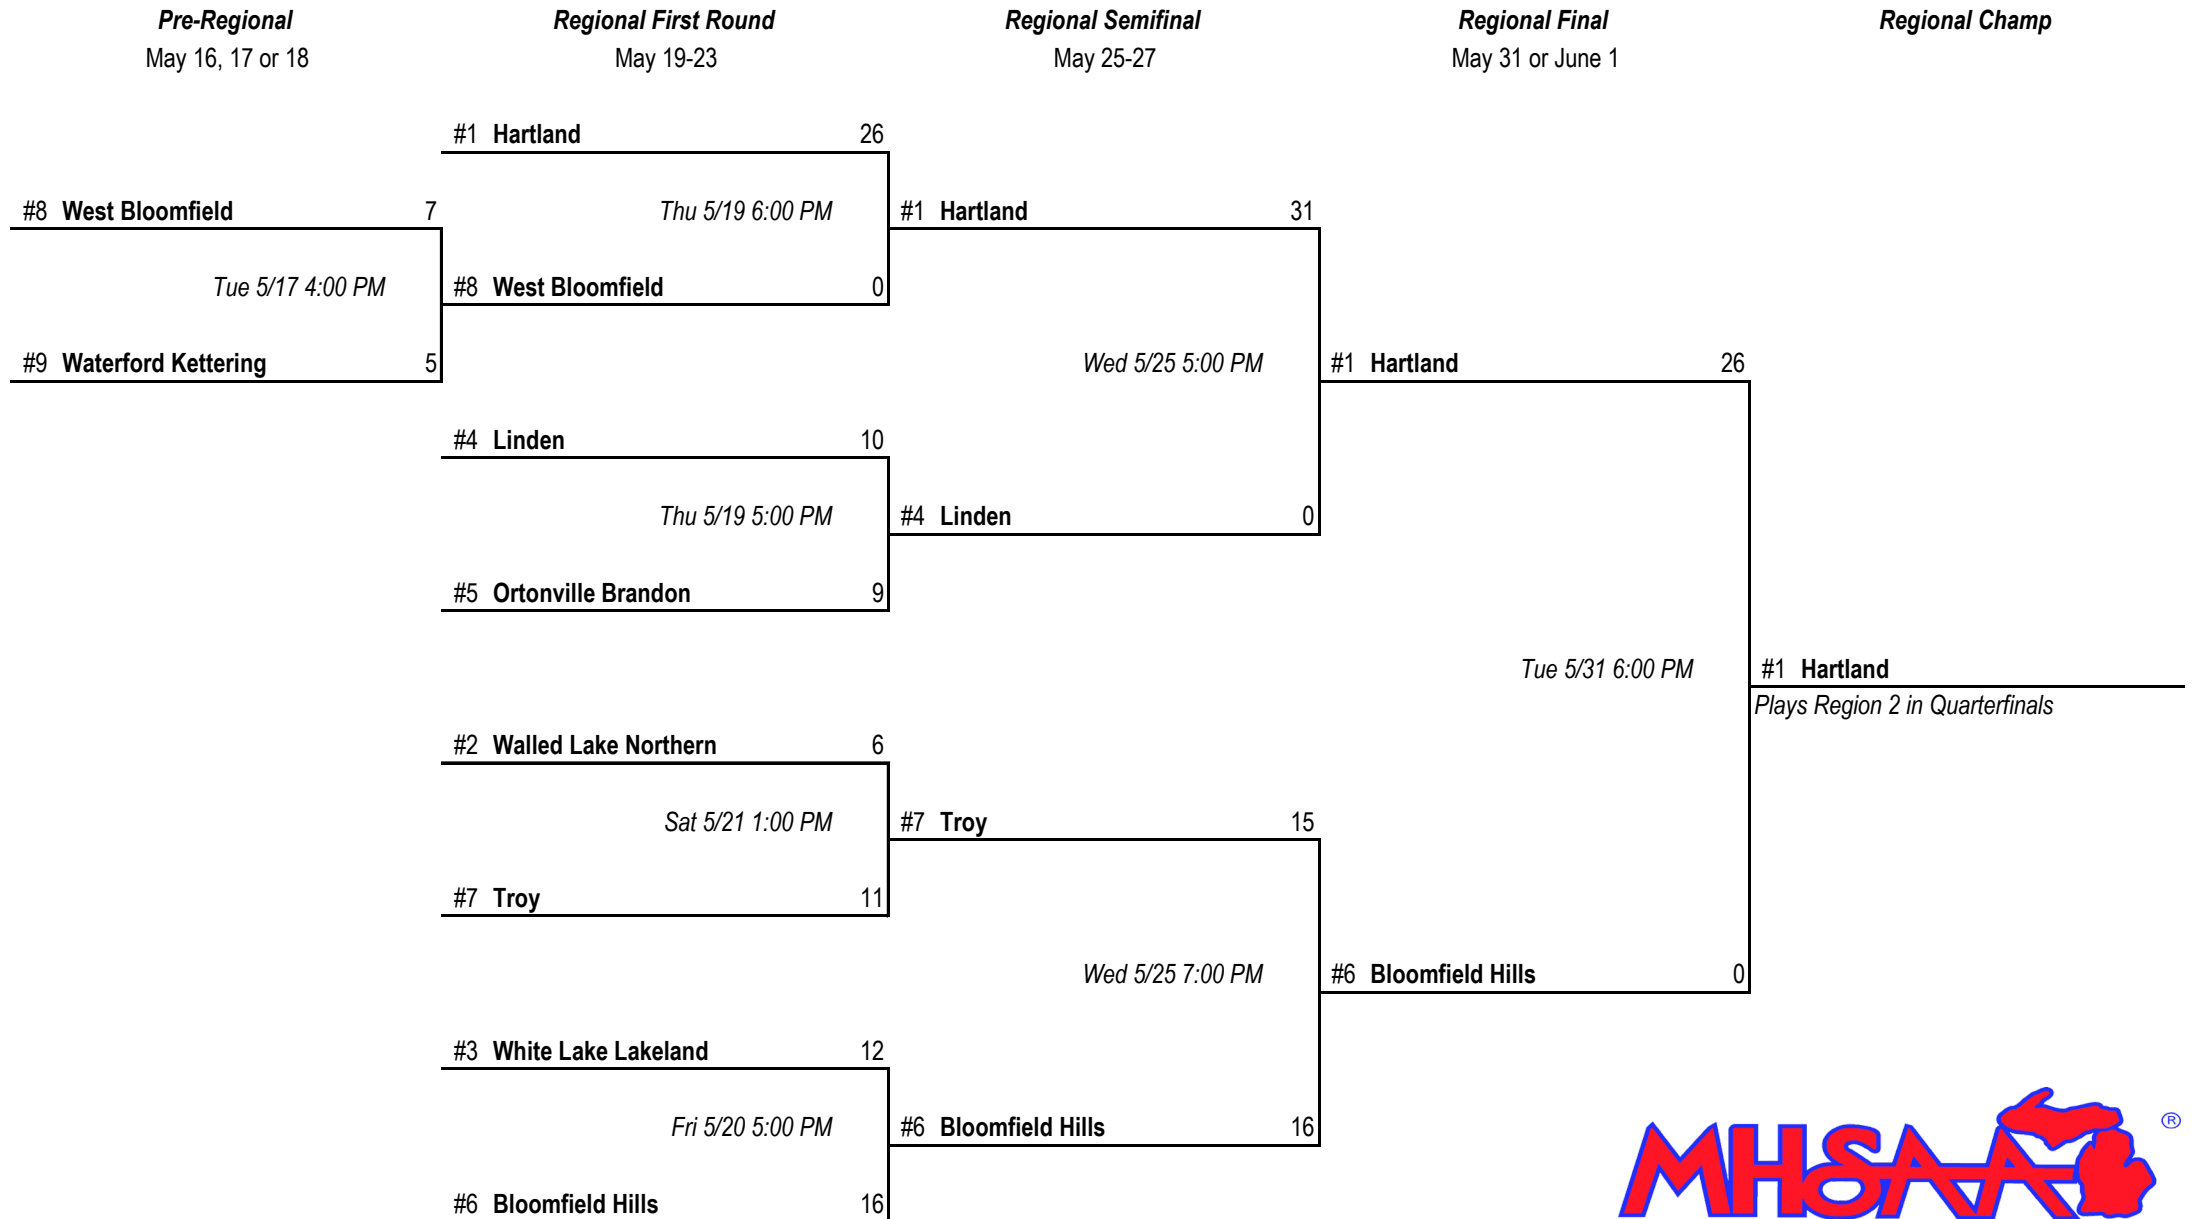 Pre-Regional
May 16, 17 or 18
Regional First Round
May 19-23
Regional Semifinal
May 25-27
Regional Final
May 31 or June 1
Regional Champ
#8 West Bloomfield 7
Tue 5/17 4:00 PM
#9 Waterford Kettering 5
#1 Hartland 26
Thu 5/19 6:00 PM
#8 West Bloomfield 0
#4 Linden 10
Thu 5/19 5:00 PM
#5 Ortonville Brandon 9
#2 Walled Lake Northern 6
Sat 5/21 1:00 PM
#7 Troy 11
#3 White Lake Lakeland 12
Fri 5/20 5:00 PM
#6 Bloomfield Hills 16
#1 Hartland 31
Wed 5/25 5:00 PM
#4 Linden 0
#7 Troy 15
Wed 5/25 7:00 PM
#6 Bloomfield Hills 16
#1 Hartland 26
Tue 5/31 6:00 PM
#6 Bloomfield Hills 0
#1 Hartland
Plays Region 2 in Quarterfinals
MHSAA ®